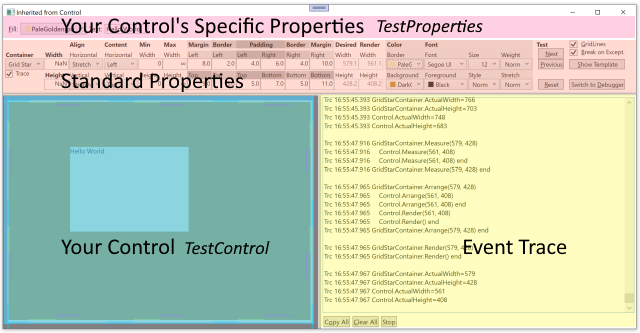 Inherited from Control
Your Control's Specific Properties TestProperties
Fill: PaleGolden
Align Content Min Max Margin Border Padding Border Margin Desired Render Color Font Test GridLines
Container Width Horizontal Horizontal Width Width Left Left Left Right Right Right Width Width Border Family Size Weight Next Break on Except.
Grid Star NaN Stretch Left 0 ∞ 8.0 2.0 4.0 6.0 4.0 10.0 579.1 561.1 PaleG Segoe UI 12 Norm Previous Show Template
Trace Height Vertical Vertical Height Height Top Top Top Bottom Bottom Bottom Height Height Background Foreground Style Stretch
Standard Properties
5.0 7.0 5.0 11.0 428.2 408.2 DarkC Black Norm Norm Reset Switch to Debugger
Hello World
Your Control TestControl
Trc 16:55:45.393 GridStarContainer.ActualWidth=766
Trc 16:55:45.393 GridStarContainer.ActualHeight=703
Trc 16:55:45.393 Control.ActualWidth=748
Trc 16:55:45.393 Control.ActualHeight=683
Trc 16:55:47.916 GridStarContainer.Measure(579, 428)
Trc 16:55:47.916 Control.Measure(561, 408)
Trc 16:55:47.916 Control.Measure(561, 408) end
Trc 16:55:47.916 GridStarContainer.Measure(579, 428) end
Trc 16:55:47.965 GridStarContainer.Arrange(579, 428)
Trc 16:55:47.965 Control.Arrange(561, 408)
Trc 16:55:47.965 Control.Arrange(561, 408) end
Trc 16:55:47.965 Control.Render(561, 408)
Trc 16:55:47.965 Control.Render() end
Trc 16:55:47.965 GridStarContainer.Arrange(579, 428) end
Trc 16:55:47.965 GridStarContainer.Render(579, 428)
Trc 16:55:47.965 GridStarContainer.Render() end
Event Trace
Trc 16:55:47.967 GridStarContainer.ActualWidth=579
Trc 16:55:47.967 GridStarContainer.ActualHeight=428
Trc 16:55:47.967 Control.ActualWidth=561
Trc 16:55:47.967 Control.ActualHeight=408
Copy All Clear All Stop